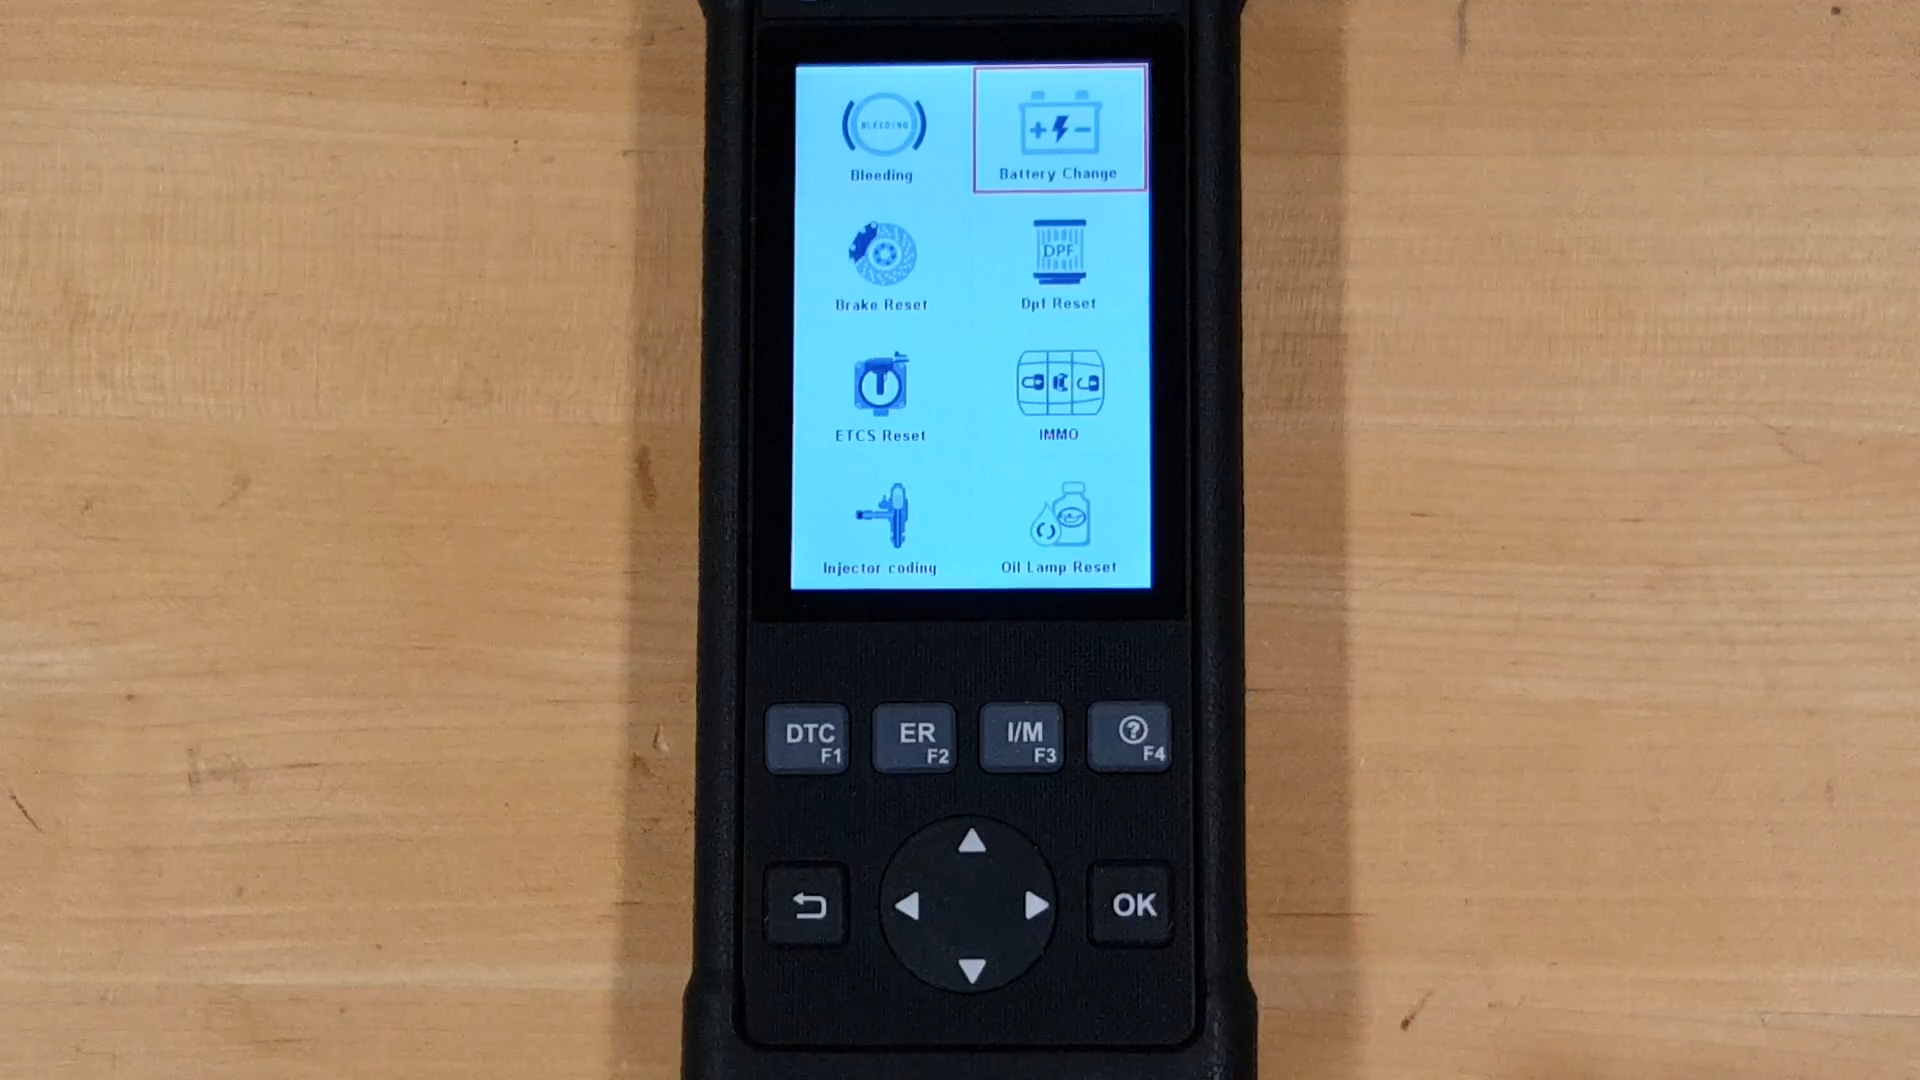 BLEEDING
Bleeding
Battery Change
Brake Reset
DPF
Dpf Reset
ETCS Reset
IMMO
Injector coding
Oil Lamp Reset
DTC F1
ER F2
I/M F3
? F4
OK